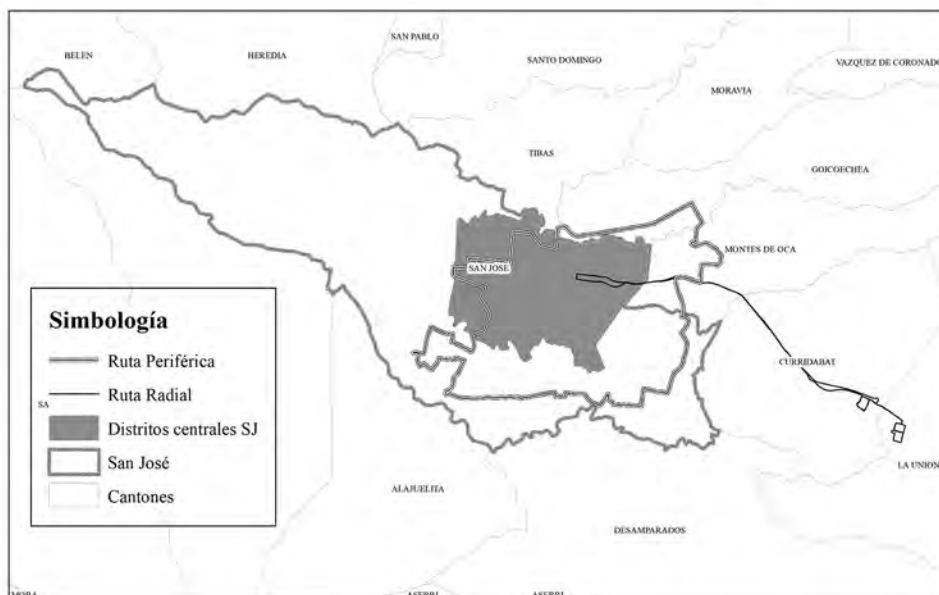 SAN PABLO
BELEN
HEREDIA
SANTO DOMINGO
VAZQUEZ DE CORONADO
MORAVIA
TIBAS
GOICOECHEA
MONTES DE OCA
SAN JOSE
Simbología
Ruta Periférica
Ruta Radial
SA
Distritos centrales SJ
San José
Cantones
CURRIDABAT
LA UNION
ALAJUELITA
DESAMPARADOS
MORA
ASERRI
ASERRI